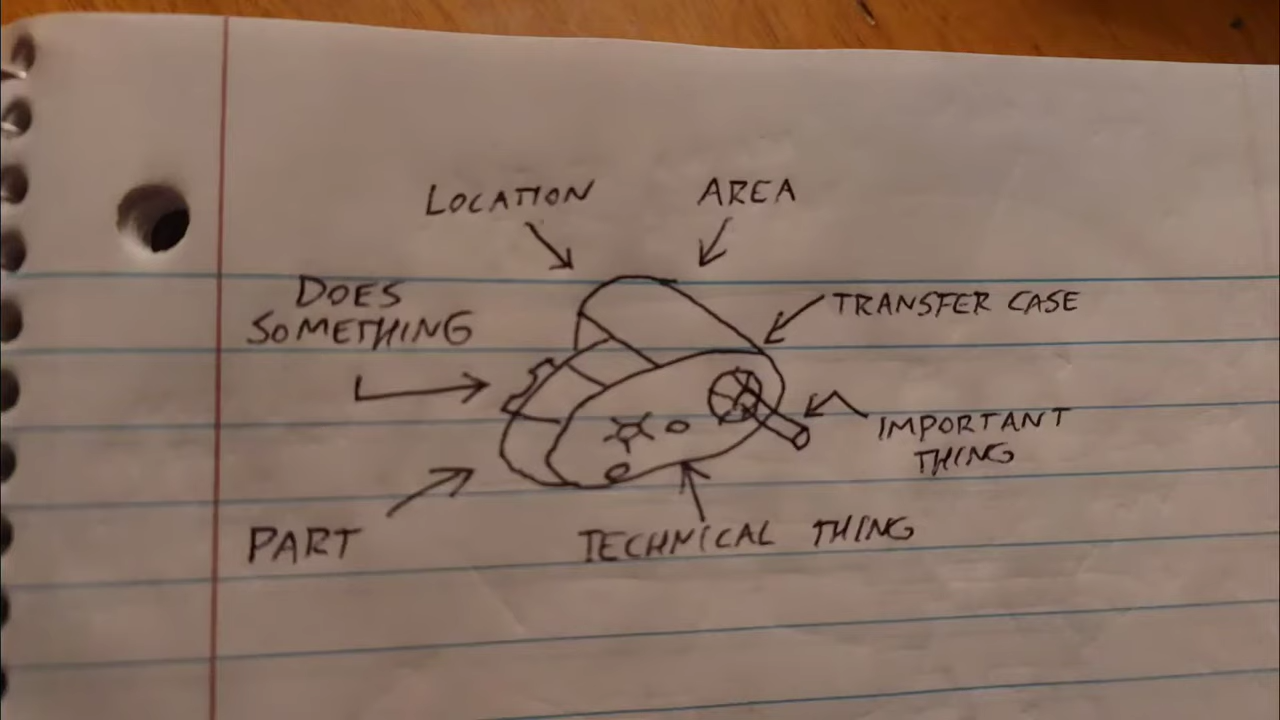 LOCATION
AREA
DOES
SOMETHING
TRANSFER CASE
IMPORTANT
THING
PART
TECHNICAL THING